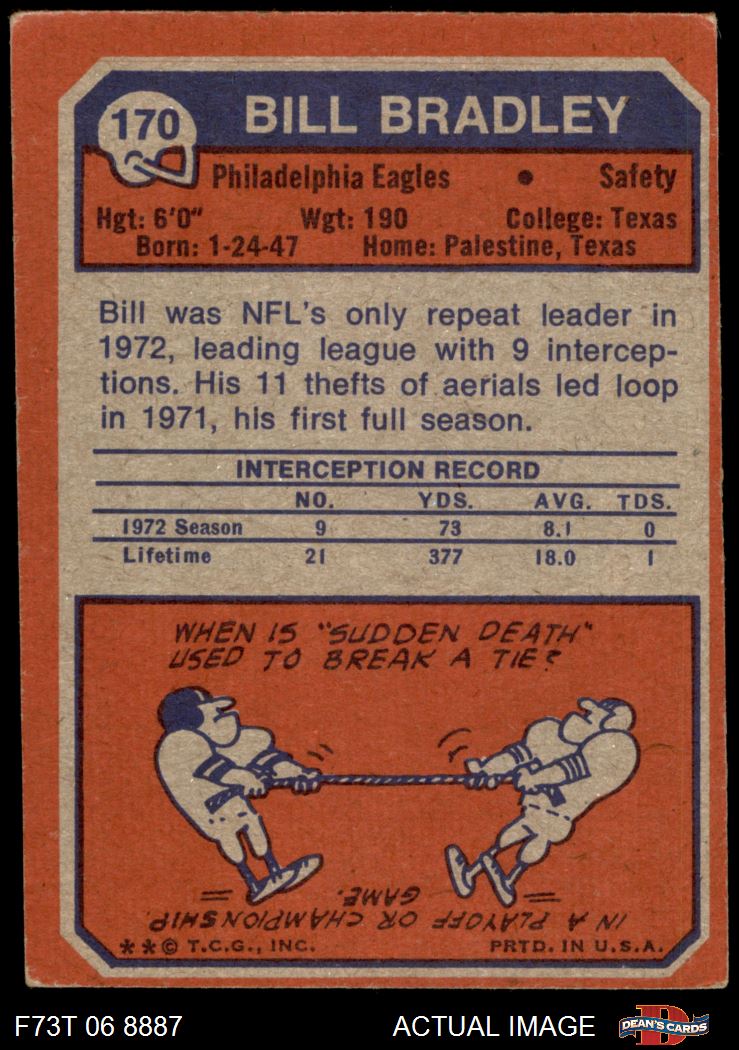 170
BILL BRADLEY
Philadelphia Eagles • Safety
Hgt: 6'0" Wgt: 190 College: Texas
Born: 1-24-47 Home: Palestine, Texas
Bill was NFL's only repeat leader in
1972, leading league with 9 intercep-
tions. His 11 thefts of aerials led loop
in 1971, his first full season.
INTERCEPTION RECORD
NO. YDS. AVG. TDS.
1972 Season 9 73 8.1 0
Lifetime 21 377 18.0 1
WHEN IS "SUDDEN DEATH"
USED TO BREAK A TIE?
IN A PLAYOFF OR CHAMPIONSHIP
GAME.
**© T.C.G., INC. PRTD. IN U.S.A.
F73T 06 8887 ACTUAL IMAGE
D
DEAN'S CARDS